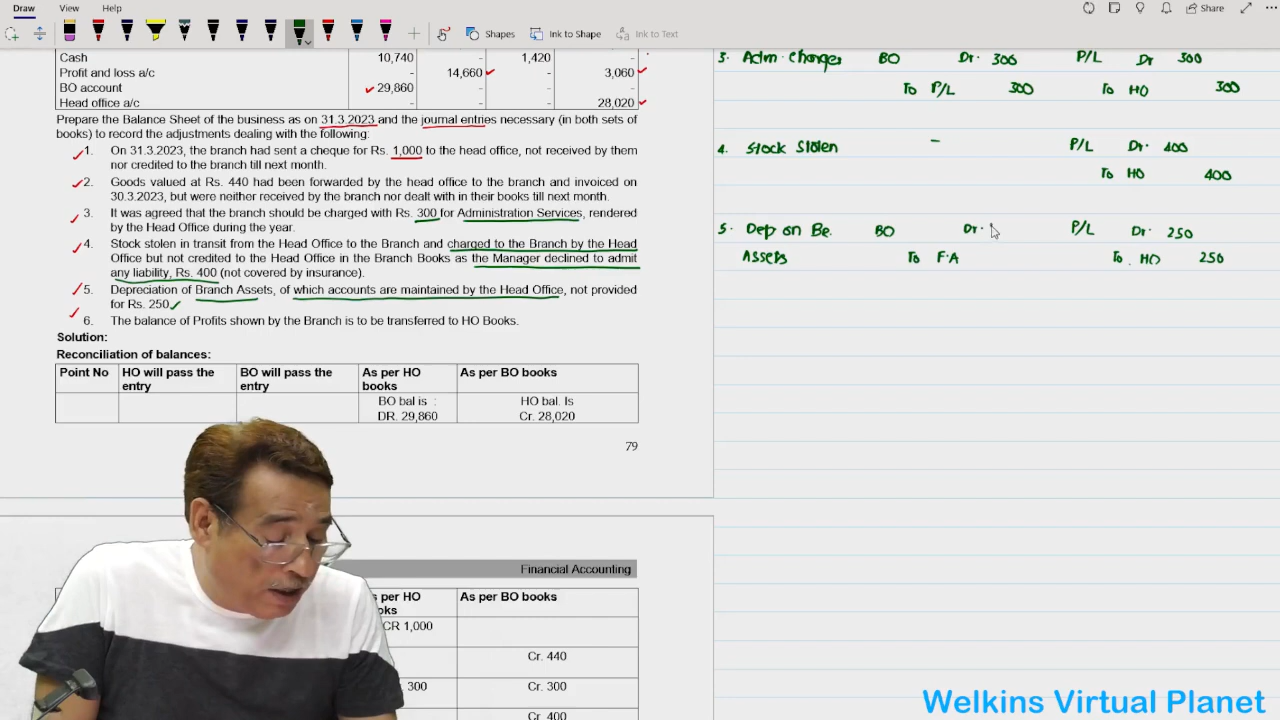 Draw View Help
Shapes Ink to Shape Ink to Text Share
Cash 10,740 - 1,420 -
Profit and loss a/c - 14,660 - 3,060
BO account 29,860 - - -
Head office a/c - - - 28,020
Prepare the Balance Sheet of the business as on 31.3.2023 and the journal entries necessary (in both sets of
books) to record the adjustments dealing with the following:
1. On 31.3.2023, the branch had sent a cheque for Rs. 1,000 to the head office, not received by them
nor credited to the branch till next month.
2. Goods valued at Rs. 440 had been forwarded by the head office to the branch and invoiced on
30.3.2023, but were neither received by the branch nor dealt with in their books till next month.
3. It was agreed that the branch should be charged with Rs. 300 for Administration Services, rendered
by the Head Office during the year.
4. Stock stolen in transit from the Head Office to the Branch and charged to the Branch by the Head
Office but not credited to the Head Office in the Branch Books as the Manager declined to admit
any liability, Rs. 400 (not covered by insurance).
5. Depreciation of Branch Assets, of which accounts are maintained by the Head Office, not provided
for Rs. 250
6. The balance of Profits shown by the Branch is to be transferred to HO Books.
Solution:
Reconciliation of balances:
Point No HO will pass the BO will pass the As per HO As per BO books
entry entry books
BO bal is : HO bal. Is
DR. 29,860 Cr. 28,020
79
Financial Accounting
As per BO books
CR 1,000
Cr. 440
300 Cr. 300
Cr. 400
3. Adm. Charges BO Dr. 300 P/L Dr 300
To P/L 300 To HO 300
4. Stock Stolen - P/L Dr. 400
To HO 400
5. Dep on Br. BO Dr. P/L Dr. 250
Assets To F.A To HO 250
Welkins Virtual Planet